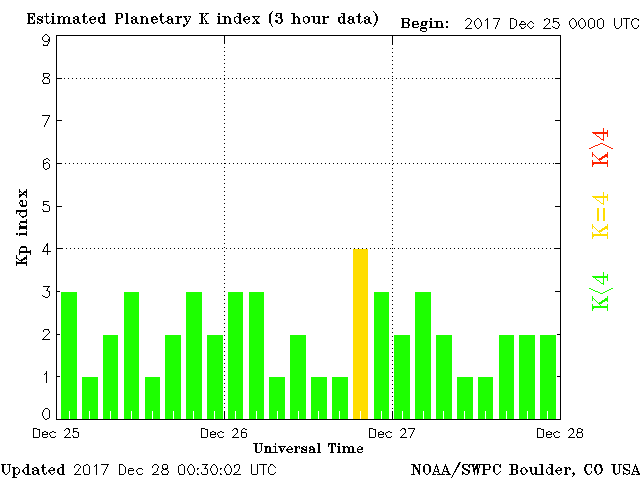 Estimated Planetary K index (3 hour data) Begin: 2017 Dec 25 0000 UTC
9
8
7
6
5
4
3
2
1
0
Kp index
K>4
K=4
K<4
Dec 25 Dec 26 Dec 27 Dec 28
Universal Time
Updated 2017 Dec 28 00:30:02 UTC NOAA/SWPC Boulder, CO USA